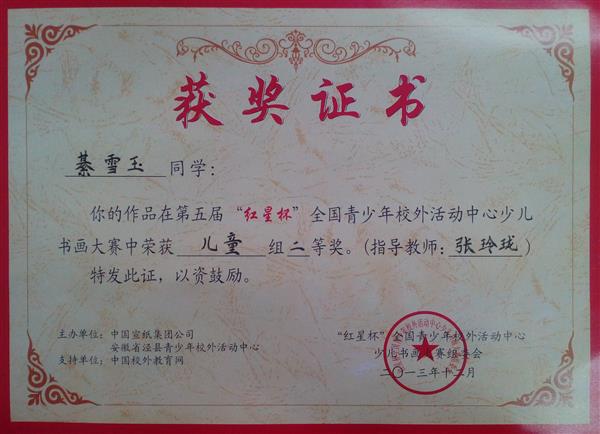 获奖证书
綦雪玉 同学：
你的作品在第五届“红星杯”全国青少年校外活动中心少儿
书画大赛中荣获 儿童 组二等奖。(指导教师：张玲珑)
特发此证，以资鼓励。
主办单位：中国宣纸集团公司
安徽省泾县青少年校外活动中心
支持单位：中国校外教育网
“红星杯”全国青少年校外活动中心
少儿书画大赛组委会
二〇一三年十二月